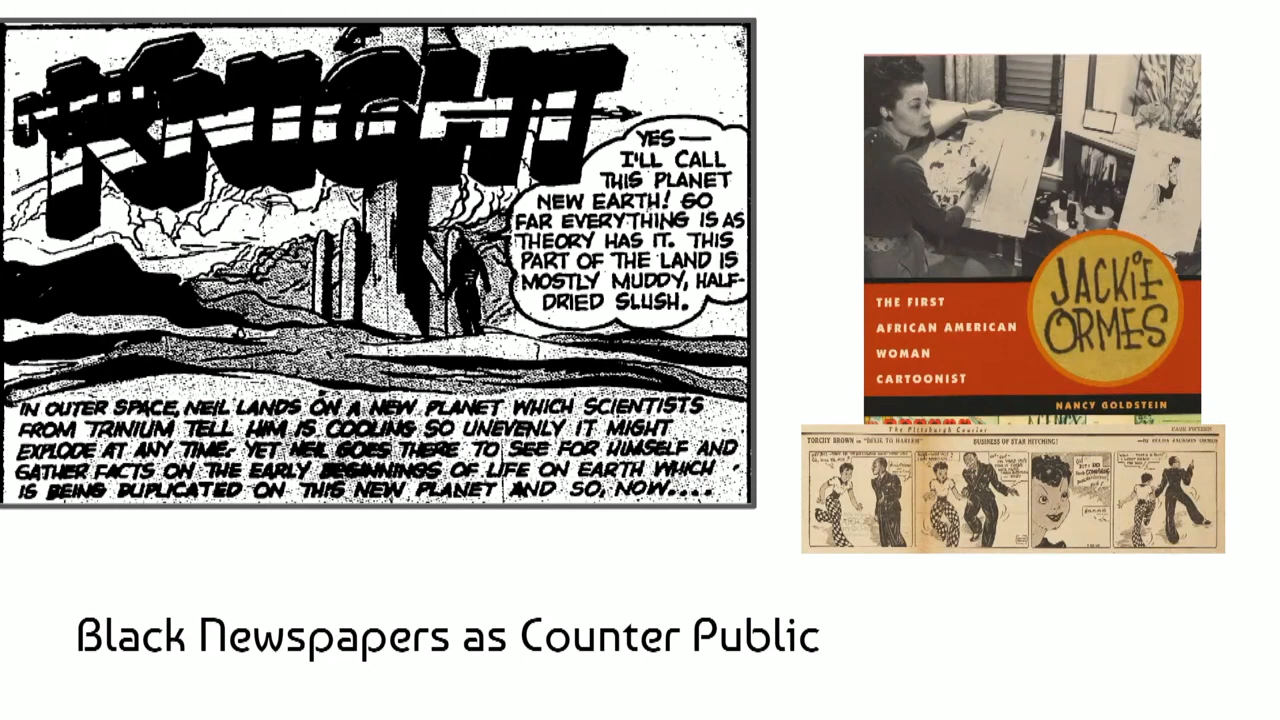 KNIGHT
YES —
I'LL CALL
THIS PLANET
NEW EARTH! GO
FAR EVERYTHING IS AS
THEORY HAS IT. THIS
PART OF THE LAND IS
MOSTLY MUDDY, HALF-
DRIED SLUSH.
IN OUTER SPACE, NEIL LANDS ON A NEW PLANET WHICH SCIENTISTS
FROM TRINIUM TELL HIM IS COOLING SO UNEVENLY IT MIGHT
EXPLODE AT ANY TIME. YET NEIL GOES THERE TO SEE FOR HIMSELF AND
GATHER FACTS ON THE EARLY BEGINNINGS OF LIFE ON EARTH WHICH
IS BEING DUPLICATED ON THIS NEW PLANET AND SO, NOW....
JACKIE
ORMES
THE FIRST
AFRICAN AMERICAN
WOMAN
CARTOONIST
NANCY GOLDSTEIN
The Pittsburgh Courier
PAGE FIFTEEN
TORCHY BROWN in "DIXIE TO HARLEM"
BUSINESS OF STAR HITCHING!
Black Newspapers as Counter Public